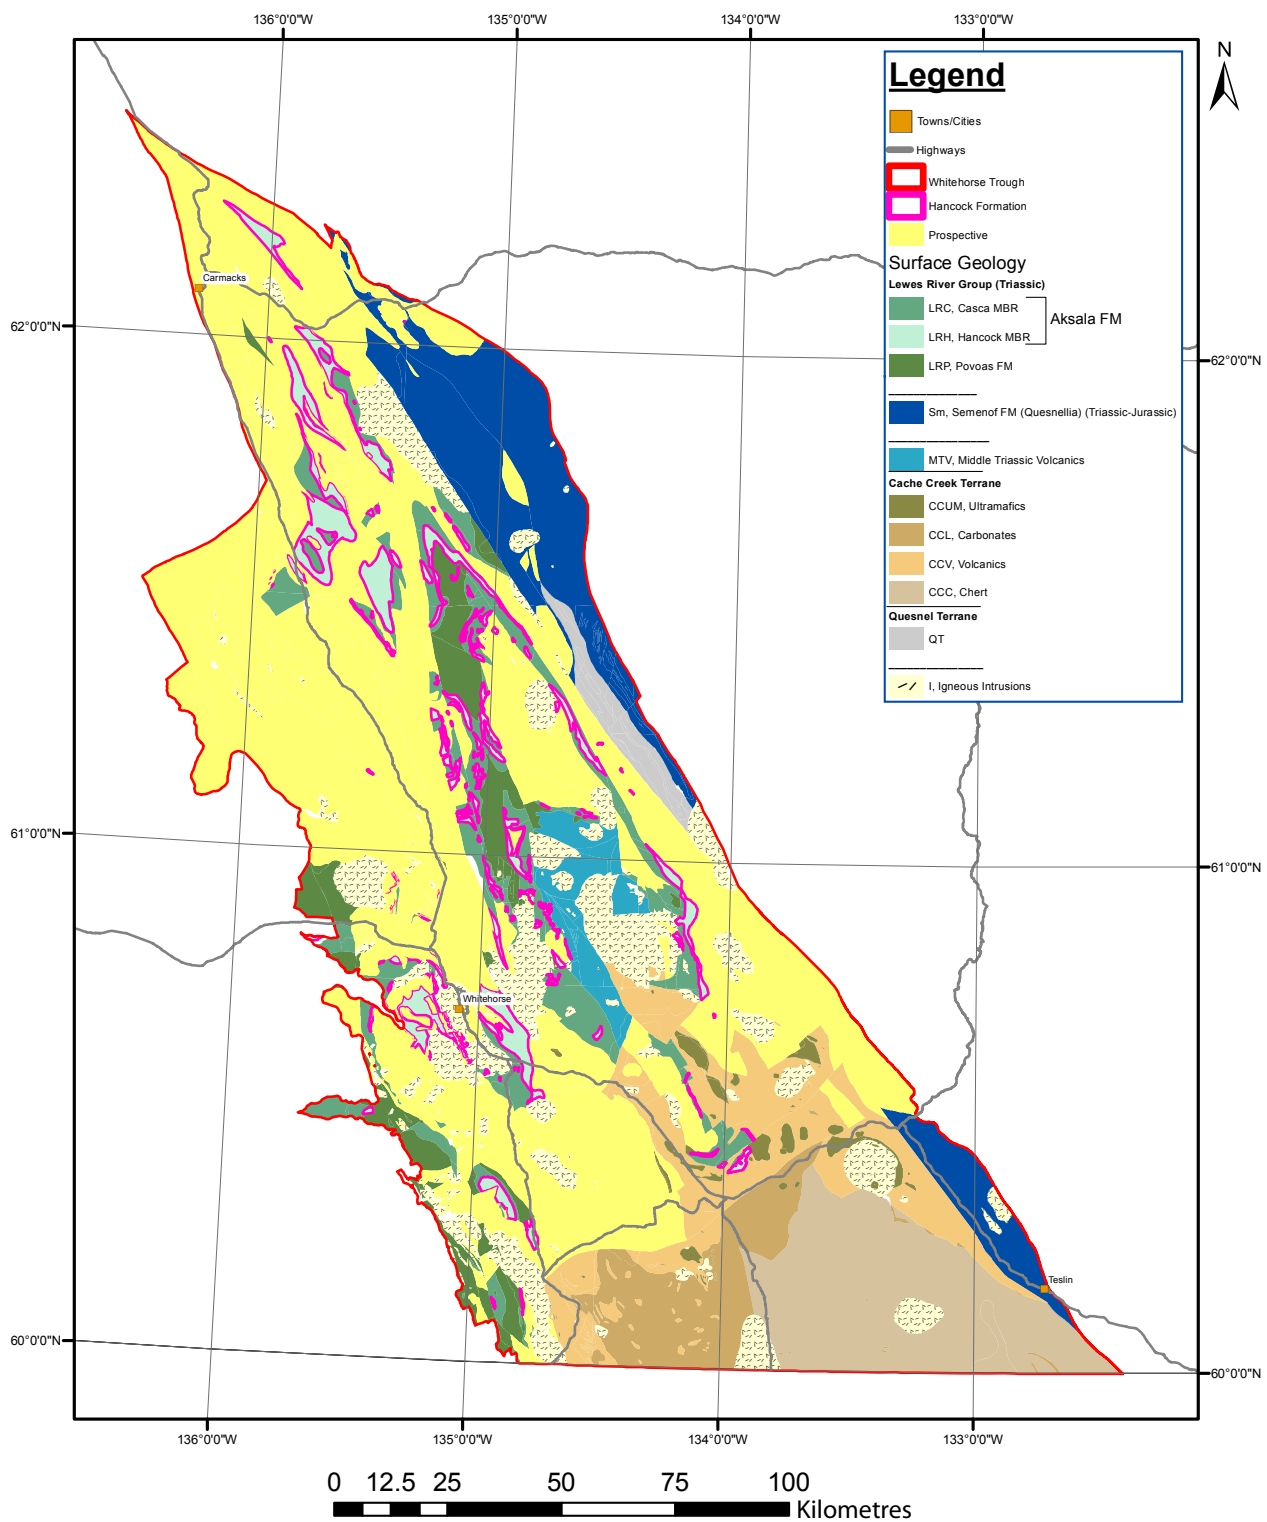 136°0'0"W 135°0'0"W 134°0'0"W 133°0'0"W
N
Legend
Towns/Cities
Highways
Whitehorse Trough
Hancock Formation
Prospective
Surface Geology
Lewes River Group (Triassic)
LRC, Casca MBR
Aksala FM
LRH, Hancock MBR
LRP, Povoas FM
Sm, Semenof FM (Quesnellia) (Triassic-Jurassic)
MTV, Middle Triassic Volcanics
Cache Creek Terrane
CCUM, Ultramafics
CCL, Carbonates
CCV, Volcanics
CCC, Chert
Quesnel Terrane
QT
I, Igneous Intrusions
Carmacks
62°0'0"N
62°0'0"N
61°0'0"N
61°0'0"N
Whitehorse
Teslin
60°0'0"N
60°0'0"N
136°0'0"W 135°0'0"W 134°0'0"W 133°0'0"W
0 12.5 25 50 75 100
Kilometres